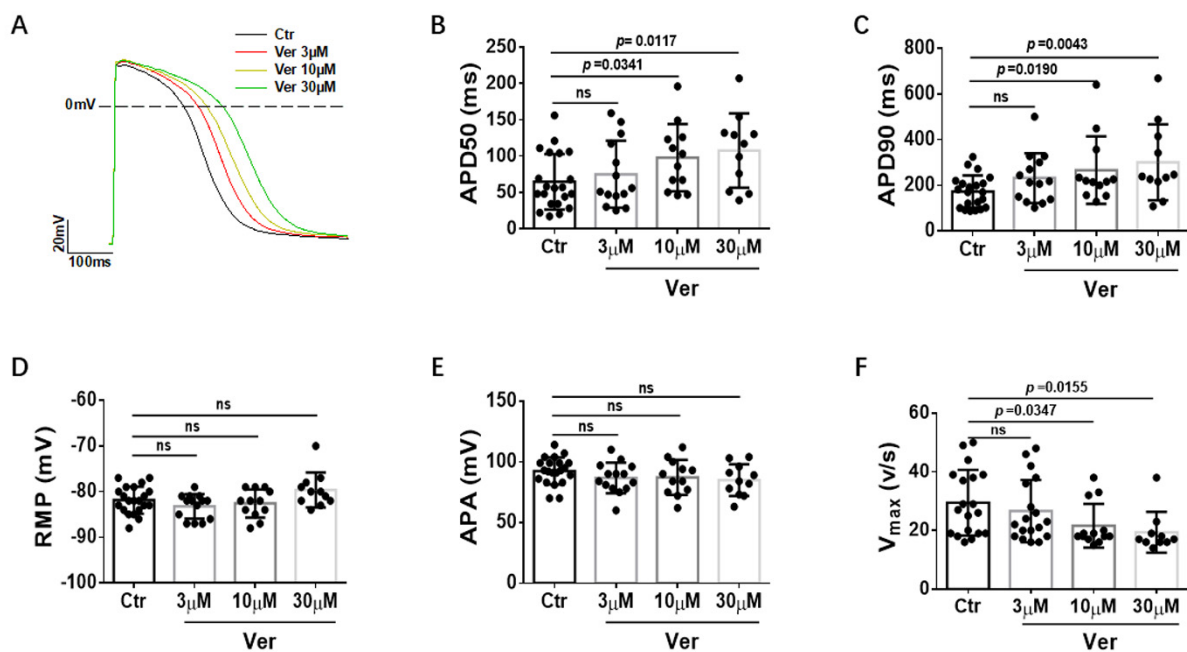 A
Ctr
Ver 3μM
Ver 10μM
Ver 30μM
0mV
20mV
100ms
B
APD50 (ms)
250
200
150
100
50
0
p= 0.0117
p=0.0341
ns
Ctr 3μM 10μM 30μM
Ver
C
APD90 (ms)
800
600
400
200
0
p=0.0043
p=0.0190
ns
Ctr 3μM 10μM 30μM
Ver
D
RMP (mV)
-60
-70
-80
-90
-100
ns
ns
ns
Ctr 3μM 10μM 30μM
Ver
E
APA (mV)
150
100
50
0
ns
ns
ns
Ctr 3μM 10μM 30μM
Ver
F
Vmax (v/s)
60
40
20
0
p=0.0155
p=0.0347
ns
Ctr 3μM 10μM 30μM
Ver